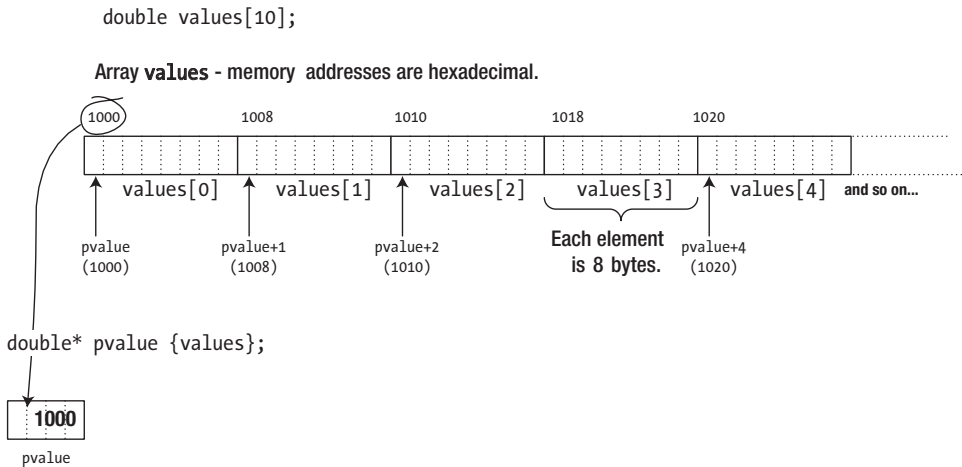 double values[10];
Array values - memory addresses are hexadecimal.
1000 1008 1010 1018 1020
values[0] values[1] values[2] values[3] values[4] and so on...
pvalue pvalue+1 pvalue+2 Each element pvalue+4
(1000) (1008) (1010) is 8 bytes. (1020)
double* pvalue {values};
1000
pvalue